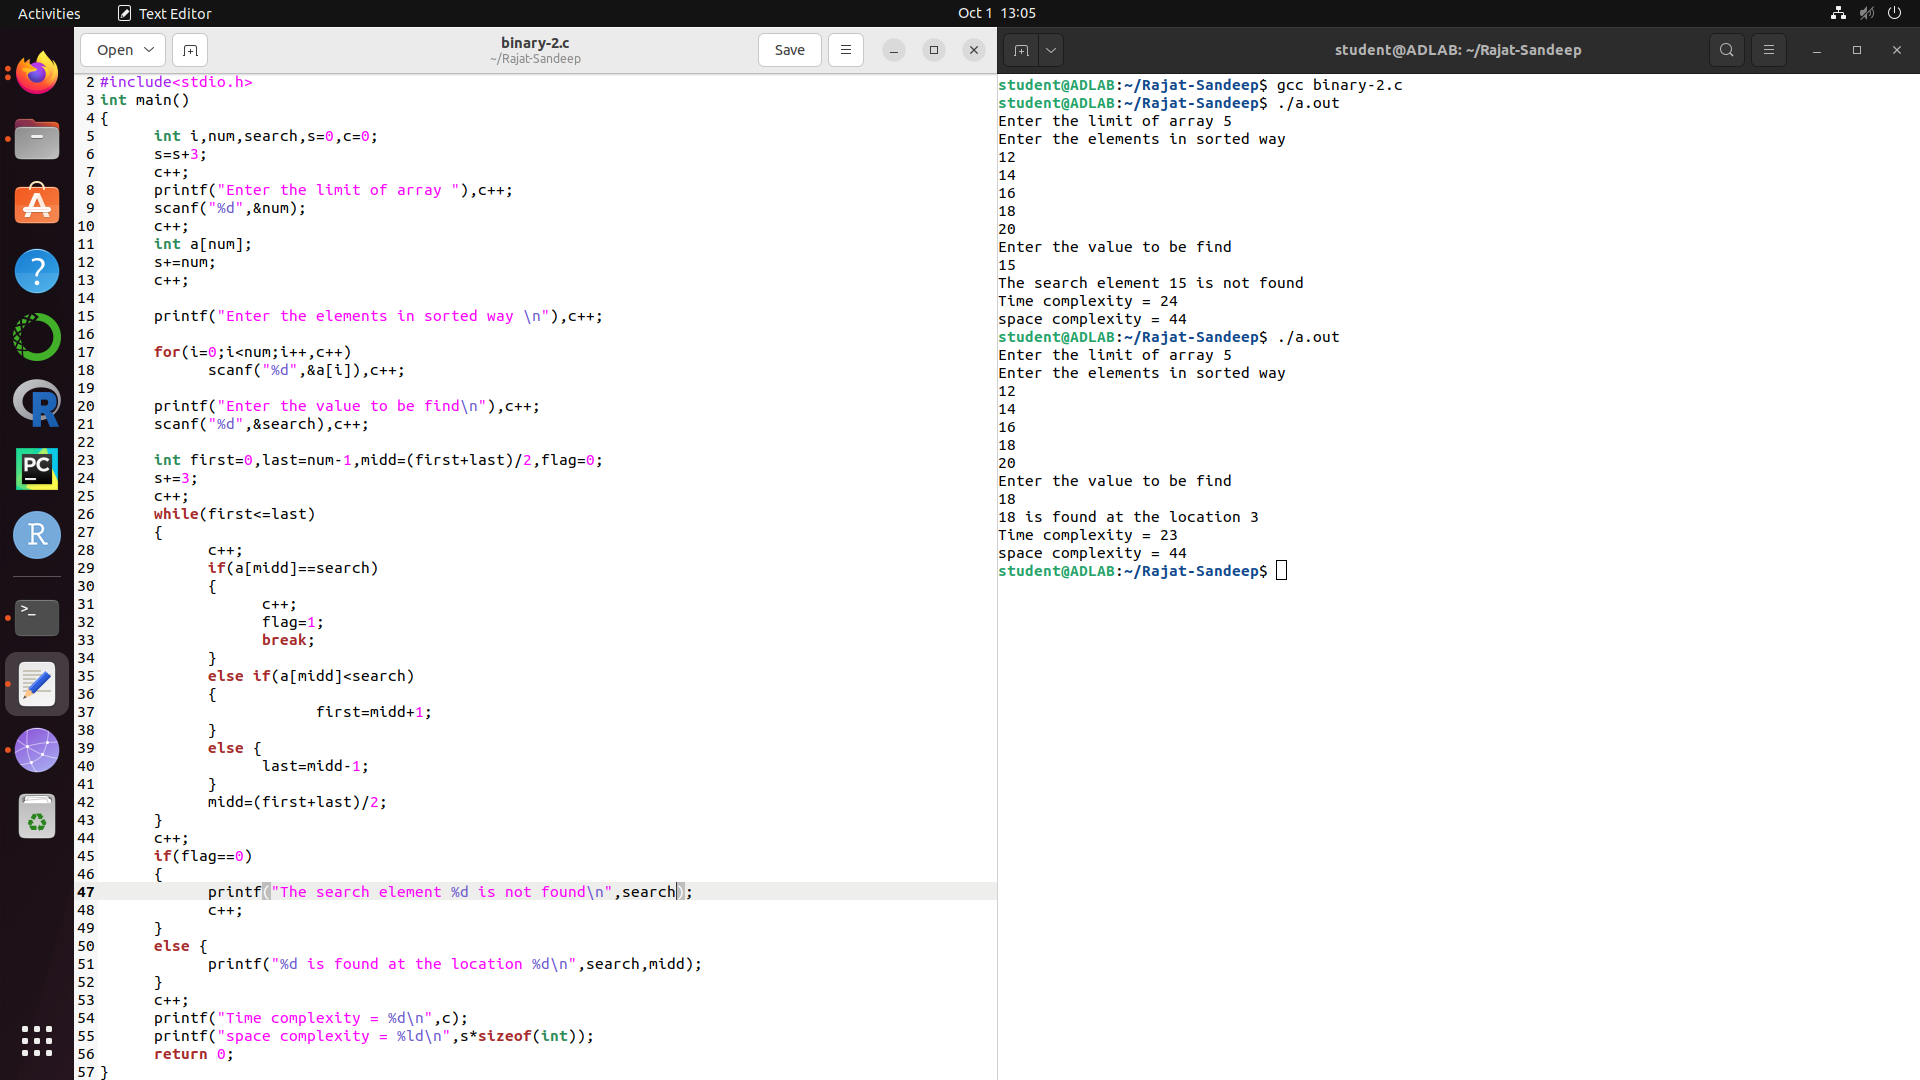 Activities
Text Editor
Oct 1 13:05
Open
binary-2.c
~/Rajat-Sandeep
Save
2 #include<stdio.h>
3 int main()
4 {
5 int i,num,search,s=0,c=0;
6 s=s+3;
7 c++;
8 printf("Enter the limit of array "),c++;
9 scanf("%d",&num);
10 c++;
11 int a[num];
12 s+=num;
13 c++;
14
15 printf("Enter the elements in sorted way \n"),c++;
16
17 for(i=0;i<num;i++,c++)
18 scanf("%d",&a[i]),c++;
19
20 printf("Enter the value to be find\n"),c++;
21 scanf("%d",&search),c++;
22
23 int first=0,last=num-1,midd=(first+last)/2,flag=0;
24 s+=3;
25 c++;
26 while(first<=last)
27 {
28 c++;
29 if(a[midd]==search)
30 {
31 c++;
32 flag=1;
33 break;
34 }
35 else if(a[midd]<search)
36 {
37 first=midd+1;
38 }
39 else {
40 last=midd-1;
41 }
42 midd=(first+last)/2;
43 }
44 c++;
45 if(flag==0)
46 {
47 printf("The search element %d is not found\n",search);
48 c++;
49 }
50 else {
51 printf("%d is found at the location %d\n",search,midd);
52 }
53 c++;
54 printf("Time complexity = %d\n",c);
55 printf("space complexity = %ld\n",s*sizeof(int));
56 return 0;
57 }
student@ADLAB: ~/Rajat-Sandeep
student@ADLAB:~/Rajat-Sandeep$ gcc binary-2.c
student@ADLAB:~/Rajat-Sandeep$ ./a.out
Enter the limit of array 5
Enter the elements in sorted way
12
14
16
18
20
Enter the value to be find
15
The search element 15 is not found
Time complexity = 24
space complexity = 44
student@ADLAB:~/Rajat-Sandeep$ ./a.out
Enter the limit of array 5
Enter the elements in sorted way
12
14
16
18
20
Enter the value to be find
18
18 is found at the location 3
Time complexity = 23
space complexity = 44
student@ADLAB:~/Rajat-Sandeep$
A
?
R
PC
R
>_